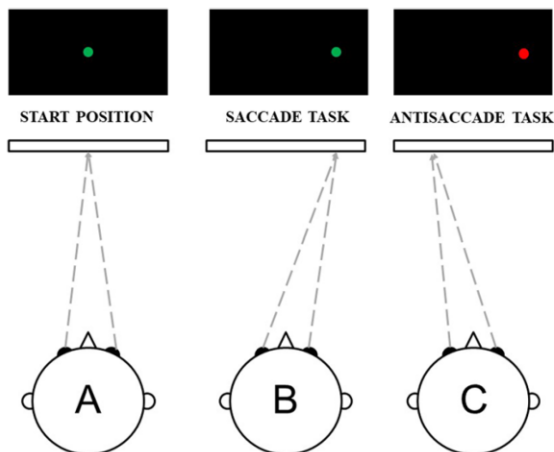 START POSITION
SACCADE TASK
ANTISACCADE TASK
A
B
C